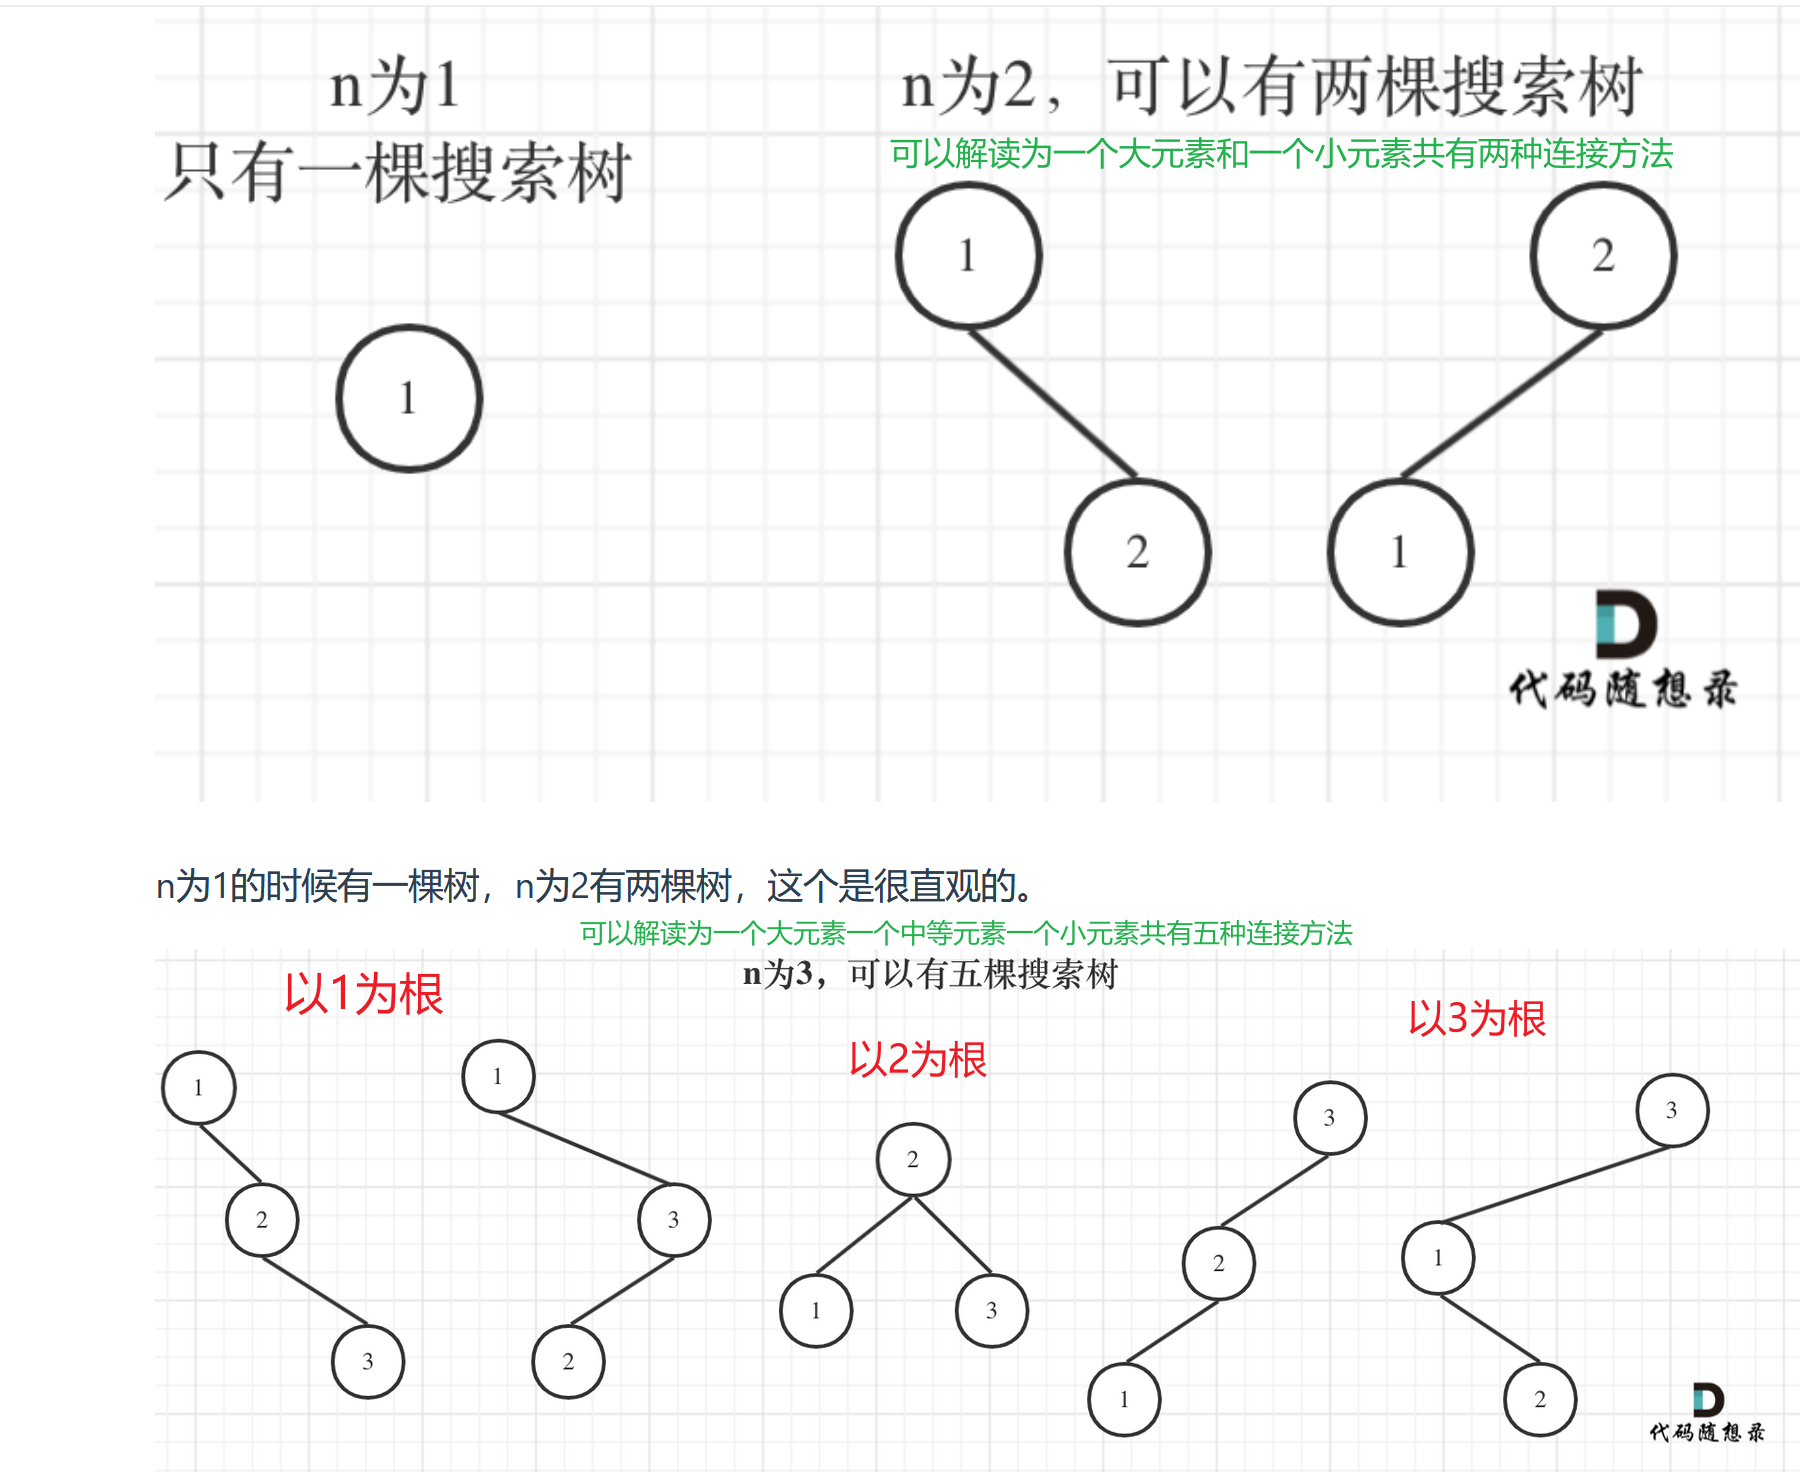 n为1
只有一棵搜索树
n为2，可以有两棵搜索树
可以解读为一个大元素和一个小元素共有两种连接方法
1
1
2
2
1
代码随想录
n为1的时候有一棵树，n为2有两棵树，这个是很直观的。
可以解读为一个大元素一个中等元素一个小元素共有五种连接方法
n为3，可以有五棵搜索树
以1为根
1
2
3
1
3
2
以2为根
2
1
3
以3为根
3
2
1
3
1
2
代码随想录